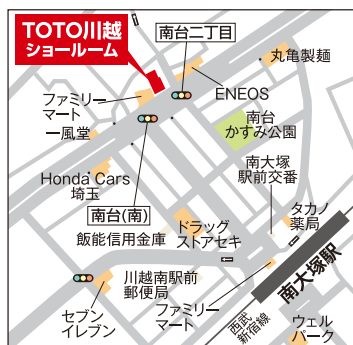 TOTO川越
ショールーム
南台二丁目
丸亀製麺
ファミリー
マート
ENEOS
一風堂
南台
かすみ公園
南台(南)
Honda Cars
埼玉
南大塚
駅前交番
飯能信用金庫
ドラッグ
ストアセキ
タカノ
薬局
川越南駅前
郵便局
南大塚駅
セブン
イレブン
ファミリー
マート
西武
新宿線
ウェル
パーク